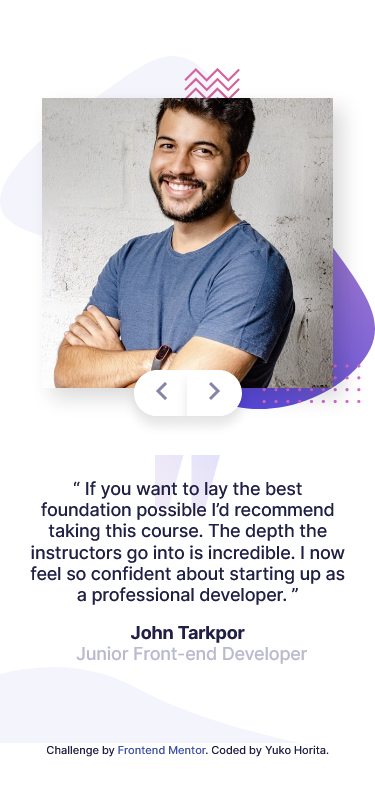 “ If you want to lay the best
foundation possible I’d recommend
taking this course. The depth the
instructors go into is incredible. I now
feel so confident about starting up as
a professional developer. ”
John Tarkpor
Junior Front-end Developer
Challenge by Frontend Mentor. Coded by Yuko Horita.